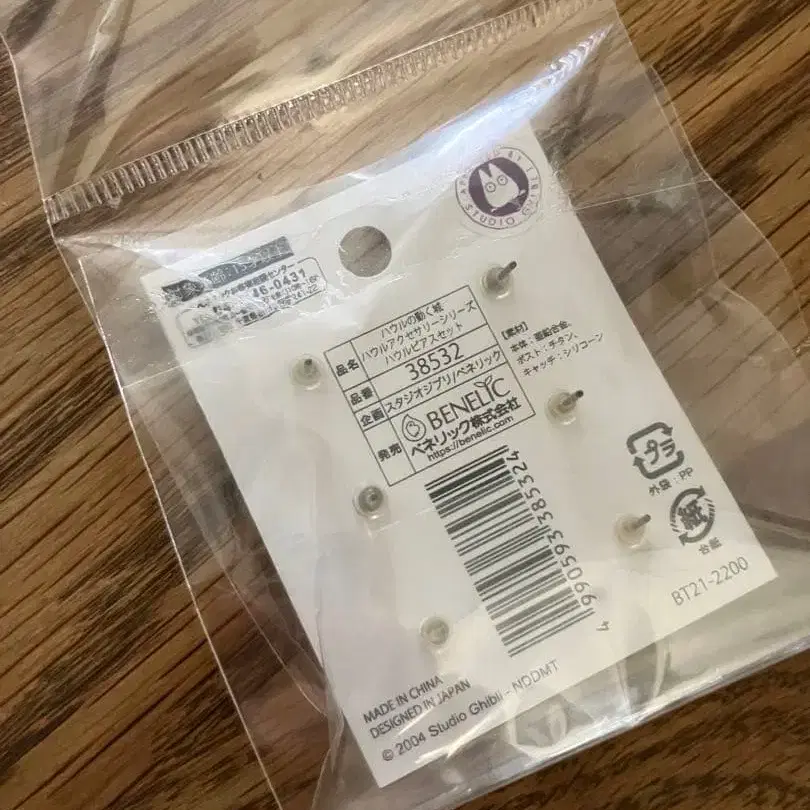 46-0431
品名
ハウルの動く城
ハウルアクセサリーシリーズ
ハウルピアスセット
品番
38532
企画
スタジオジブリ/ベネリック
発売
BENELIC
ベネリック株式会社
https://benelic.com
【素材】
本体：亜鉛合金、
ポスト：チタン、
キャッチ：シリコーン
プラ
外袋：PP
紙
台紙
4 990593 385324
BT21-2200
MADE IN CHINA
DESIGNED IN JAPAN
© 2004 Studio Ghibli - NDDMT